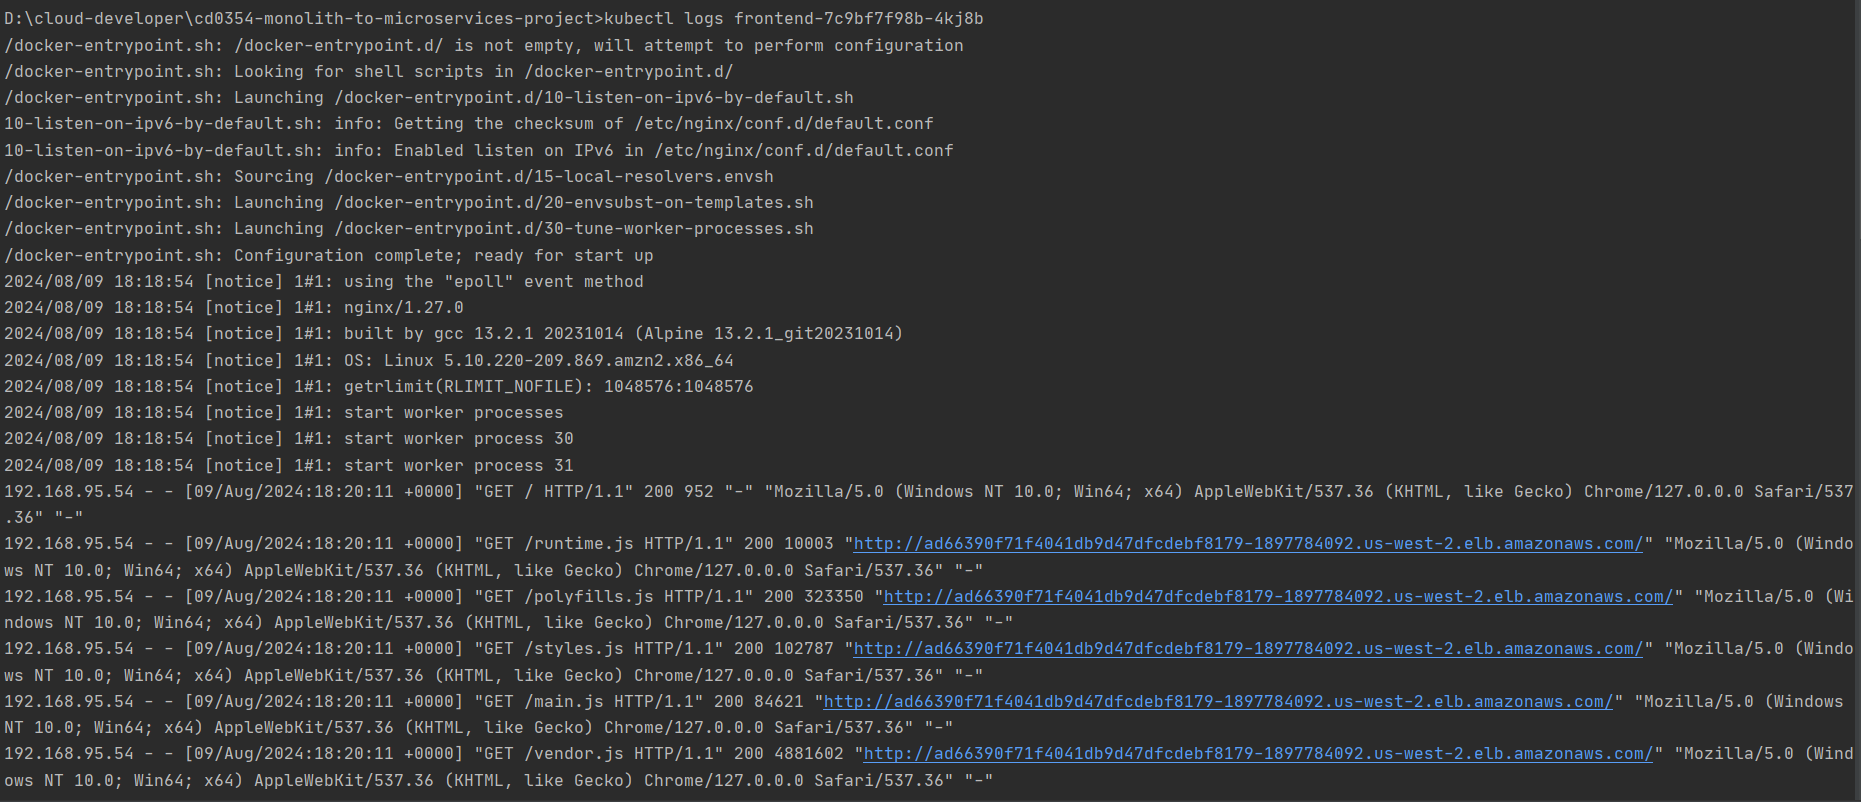 D:\cloud-developer\cd0354-monolith-to-microservices-project>kubectl logs frontend-7c9bf7f98b-4kj8b
/docker-entrypoint.sh: /docker-entrypoint.d/ is not empty, will attempt to perform configuration
/docker-entrypoint.sh: Looking for shell scripts in /docker-entrypoint.d/
/docker-entrypoint.sh: Launching /docker-entrypoint.d/10-listen-on-ipv6-by-default.sh
10-listen-on-ipv6-by-default.sh: info: Getting the checksum of /etc/nginx/conf.d/default.conf
10-listen-on-ipv6-by-default.sh: info: Enabled listen on IPv6 in /etc/nginx/conf.d/default.conf
/docker-entrypoint.sh: Sourcing /docker-entrypoint.d/15-local-resolvers.envsh
/docker-entrypoint.sh: Launching /docker-entrypoint.d/20-envsubst-on-templates.sh
/docker-entrypoint.sh: Launching /docker-entrypoint.d/30-tune-worker-processes.sh
/docker-entrypoint.sh: Configuration complete; ready for start up
2024/08/09 18:18:54 [notice] 1#1: using the "epoll" event method
2024/08/09 18:18:54 [notice] 1#1: nginx/1.27.0
2024/08/09 18:18:54 [notice] 1#1: built by gcc 13.2.1 20231014 (Alpine 13.2.1_git20231014)
2024/08/09 18:18:54 [notice] 1#1: OS: Linux 5.10.220-209.869.amzn2.x86_64
2024/08/09 18:18:54 [notice] 1#1: getrlimit(RLIMIT_NOFILE): 1048576:1048576
2024/08/09 18:18:54 [notice] 1#1: start worker processes
2024/08/09 18:18:54 [notice] 1#1: start worker process 30
2024/08/09 18:18:54 [notice] 1#1: start worker process 31
192.168.95.54 - - [09/Aug/2024:18:20:11 +0000] "GET / HTTP/1.1" 200 952 "-" "Mozilla/5.0 (Windows NT 10.0; Win64; x64) AppleWebKit/537.36 (KHTML, like Gecko) Chrome/127.0.0.0 Safari/537
.36" "-"
192.168.95.54 - - [09/Aug/2024:18:20:11 +0000] "GET /runtime.js HTTP/1.1" 200 10003 "http://ad66390f71f4041db9d47dfcdebf8179-1897784092.us-west-2.elb.amazonaws.com/" "Mozilla/5.0 (Windo
ws NT 10.0; Win64; x64) AppleWebKit/537.36 (KHTML, like Gecko) Chrome/127.0.0.0 Safari/537.36" "-"
192.168.95.54 - - [09/Aug/2024:18:20:11 +0000] "GET /polyfills.js HTTP/1.1" 200 323350 "http://ad66390f71f4041db9d47dfcdebf8179-1897784092.us-west-2.elb.amazonaws.com/" "Mozilla/5.0 (Wi
ndows NT 10.0; Win64; x64) AppleWebKit/537.36 (KHTML, like Gecko) Chrome/127.0.0.0 Safari/537.36" "-"
192.168.95.54 - - [09/Aug/2024:18:20:11 +0000] "GET /styles.js HTTP/1.1" 200 102787 "http://ad66390f71f4041db9d47dfcdebf8179-1897784092.us-west-2.elb.amazonaws.com/" "Mozilla/5.0 (Windo
ws NT 10.0; Win64; x64) AppleWebKit/537.36 (KHTML, like Gecko) Chrome/127.0.0.0 Safari/537.36" "-"
192.168.95.54 - - [09/Aug/2024:18:20:11 +0000] "GET /main.js HTTP/1.1" 200 84621 "http://ad66390f71f4041db9d47dfcdebf8179-1897784092.us-west-2.elb.amazonaws.com/" "Mozilla/5.0 (Windows
NT 10.0; Win64; x64) AppleWebKit/537.36 (KHTML, like Gecko) Chrome/127.0.0.0 Safari/537.36" "-"
192.168.95.54 - - [09/Aug/2024:18:20:11 +0000] "GET /vendor.js HTTP/1.1" 200 4881602 "http://ad66390f71f4041db9d47dfcdebf8179-1897784092.us-west-2.elb.amazonaws.com/" "Mozilla/5.0 (Wind
ows NT 10.0; Win64; x64) AppleWebKit/537.36 (KHTML, like Gecko) Chrome/127.0.0.0 Safari/537.36" "-"